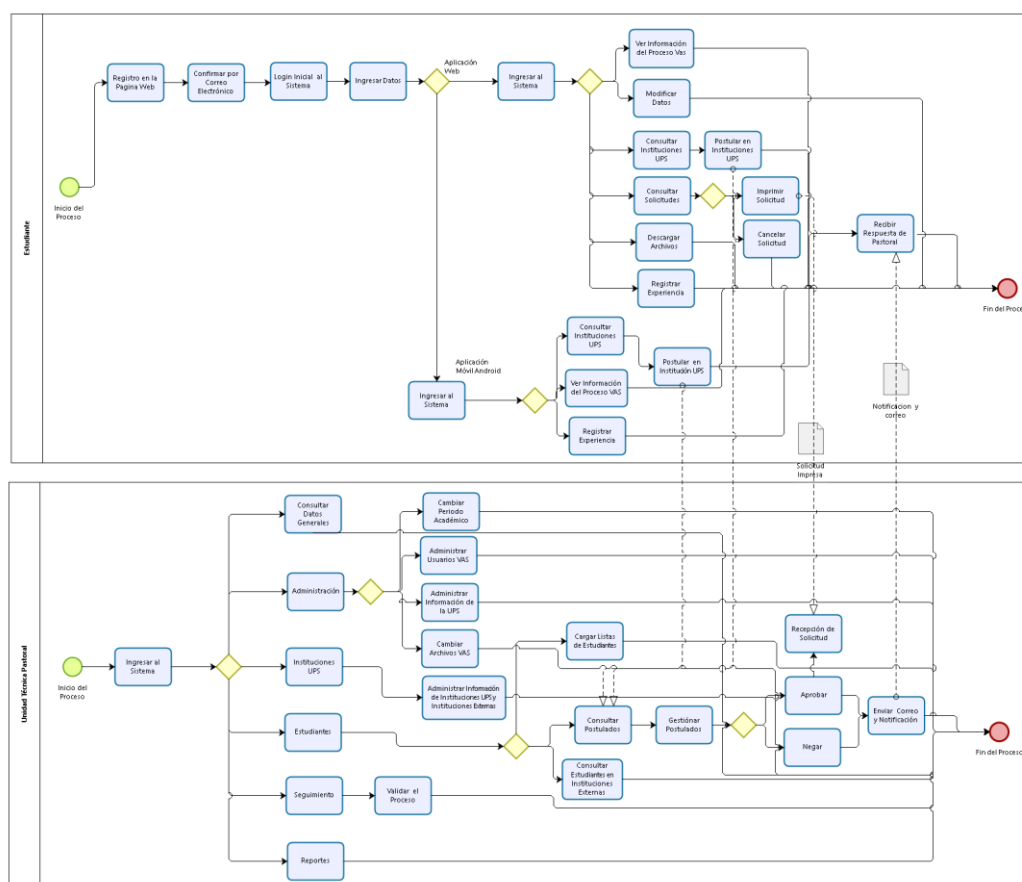 Estudiante
Inicio del
Proceso
Registro en la
Pagina Web
Confirmar por
Correo
Electrónico
Login Inicial al
Sistema
Ingresar Datos
Aplicación
Web
Ingresar al
Sistema
Ver Información
del Proceso Vas
Modificar
Datos
Consultar
Instituciones
UPS
Postular en
Instituciones
UPS
Consultar
Solicitudes
Imprimir
Solicitud
Descargar
Archivos
Cancelar
Solicitud
Registrar
Experiencia
Recibir
Respuesta de
Pastoral
Fin del Proce
Aplicación
Móvil Android
Ingresar al
Sistema
Consultar
Instituciones
UPS
Postular en
Institución UPS
Ver Información
del Proceso VAS
Registrar
Experiencia
Notificacion y
correo
Solicitud
Impresa
Unidad Técnica Pastoral
Inicio del
Proceso
Ingresar al
Sistema
Consultar
Datos
Generales
Administración
Instituciones
UPS
Estudiantes
Seguimiento
Validar el
Proceso
Reportes
Cambiar
Periodo
Académico
Administrar
Usuarios VAS
Administrar
Información de
la UPS
Cambiar
Archivos VAS
Administrar Información
de Instituciones UPS y
Instituciones Externas
Cargar Listas
de Estudiantes
Consultar
Postulados
Gestiónar
Postulados
Consultar
Estudiantes en
Instituciones
Externas
Recepción de
Solicitud
Aprobar
Negar
Enviar Correo
y Notificación
Fin del Proceso